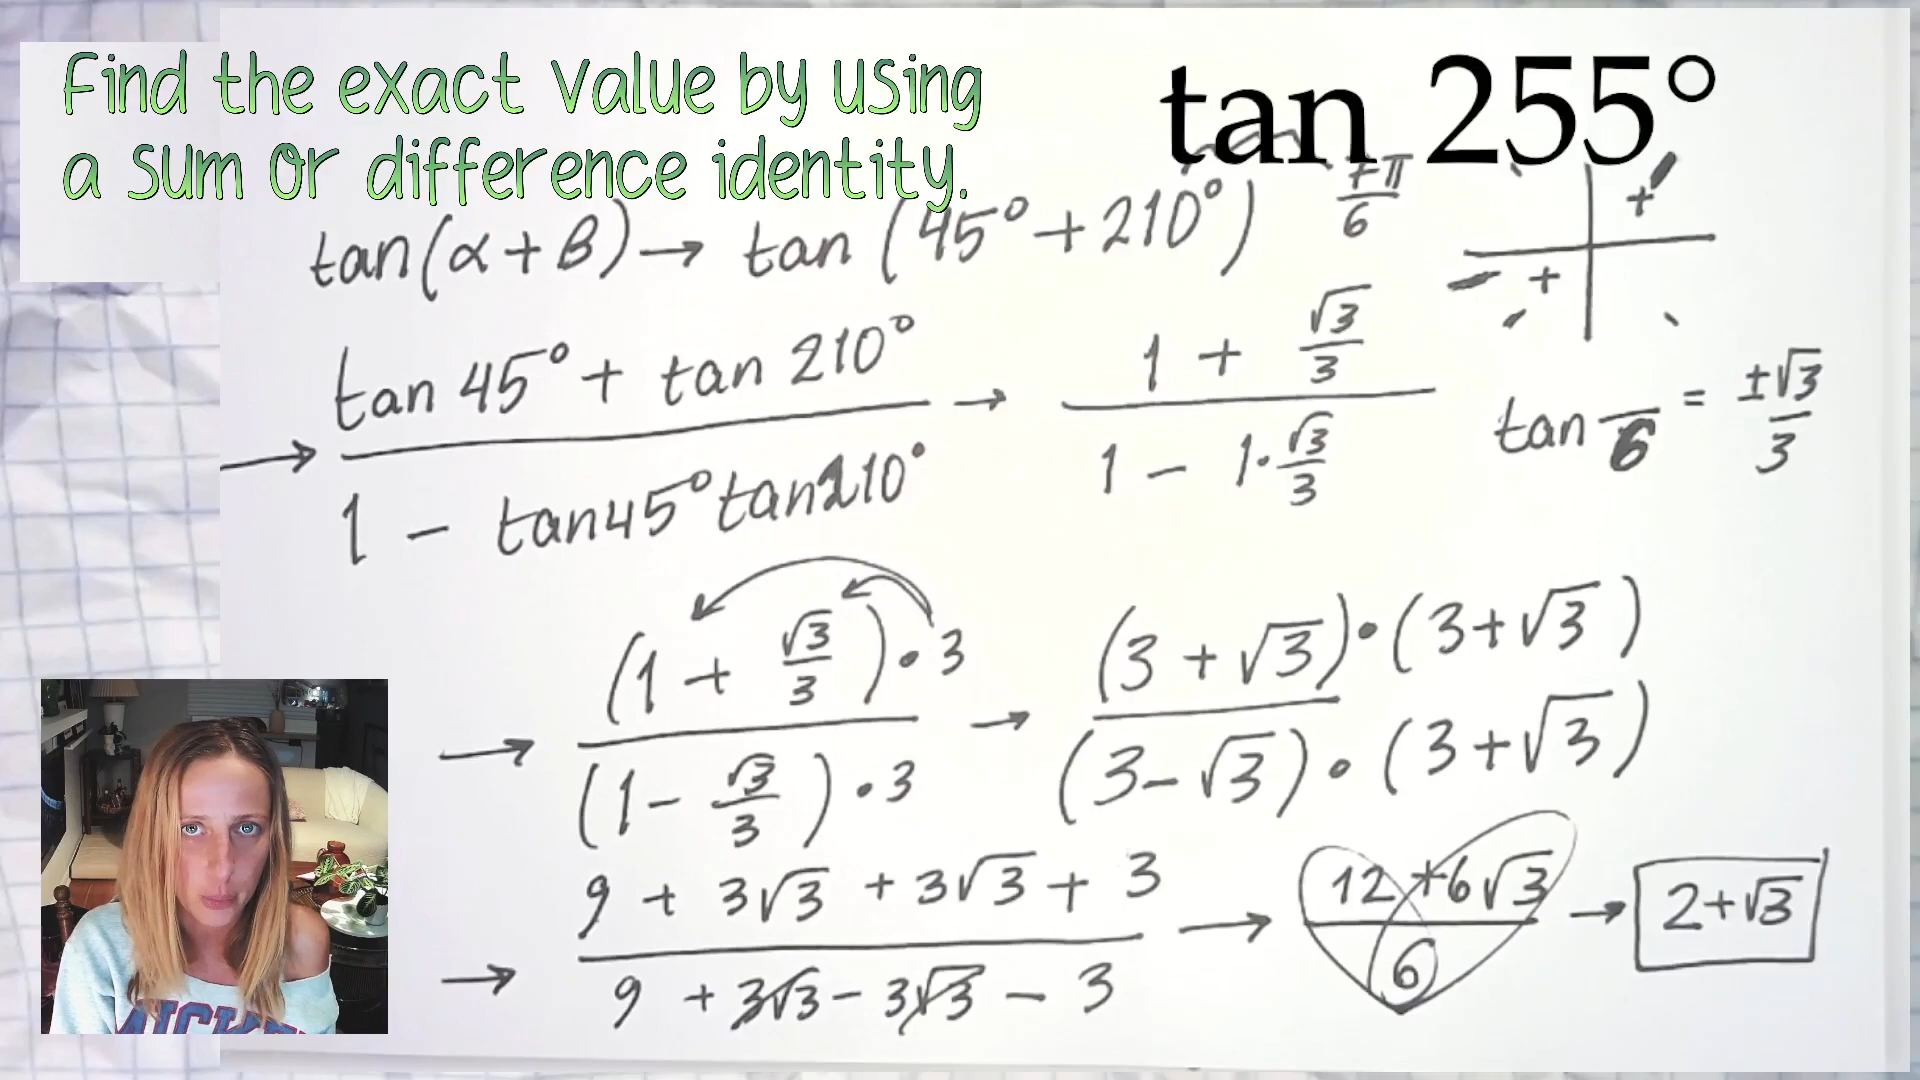 Find the exact value by using
a sum or difference identity.
tan 255°
tan(α + β) → tan (45° + 210°)
7π/6
+
+
→ (tan 45° + tan 210°)/(1 - tan45° tan210°) → (1 + √3/3)/(1 - 1·√3/3)
tan _/6 = ±√3/3
→ ((1 + √3/3)·3)/((1 - √3/3)·3) → ((3 + √3)·(3+√3))/((3-√3)·(3+√3))
→ (9 + 3√3 + 3√3 + 3)/(9 + 3√3 - 3√3 - 3) → (12 + 6√3)/6 → 2+√3